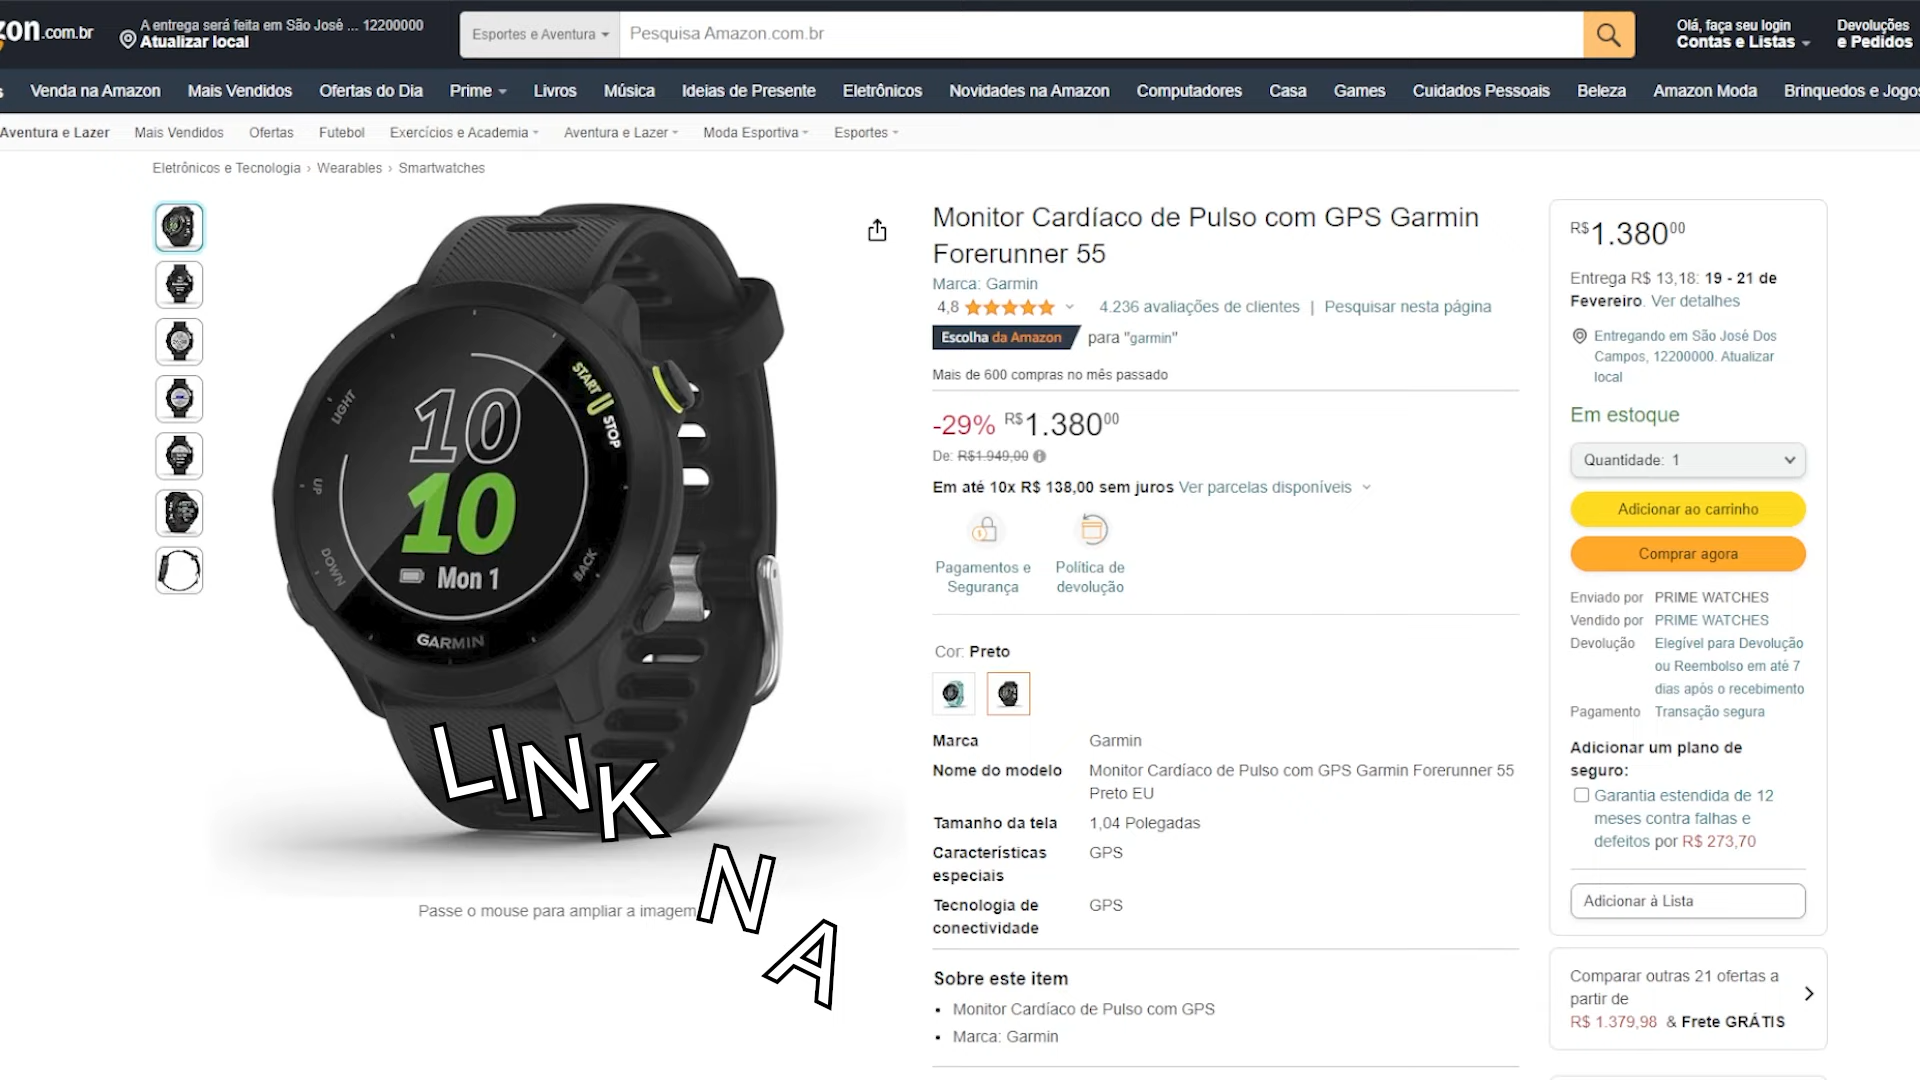 zon.com.br
A entrega será feita em São José ... 12200000
Atualizar local
Esportes e Aventura
Pesquisa Amazon.com.br
Olá, faça seu login
Contas e Listas
Devoluções
e Pedidos
s Venda na Amazon Mais Vendidos Ofertas do Dia Prime Livros Música Ideias de Presente Eletrônicos Novidades na Amazon Computadores Casa Games Cuidados Pessoais Beleza Amazon Moda Brinquedos e Jogos
Aventura e Lazer Mais Vendidos Ofertas Futebol Exercícios e Academia Aventura e Lazer Moda Esportiva Esportes
Eletrônicos e Tecnologia › Wearables › Smartwatches
LIGHT
START
STOP
UP
DOWN
BACK
10
10
Mon 1
GARMIN
LINK
NA
Passe o mouse para ampliar a imagem
Monitor Cardíaco de Pulso com GPS Garmin
Forerunner 55
Marca: Garmin
4,8
4.236 avaliações de clientes | Pesquisar nesta página
Escolha da Amazon para "garmin"
Mais de 600 compras no mês passado
-29% R$1.38000
De: R$1.949,00
Em até 10x R$ 138,00 sem juros Ver parcelas disponíveis
Pagamentos e
Segurança
Política de
devolução
Cor: Preto
Marca Garmin
Nome do modelo Monitor Cardíaco de Pulso com GPS Garmin Forerunner 55
Preto EU
Tamanho da tela 1,04 Polegadas
Características GPS
especiais
Tecnologia de GPS
conectividade
Sobre este item
• Monitor Cardíaco de Pulso com GPS
• Marca: Garmin
R$1.38000
Entrega R$ 13,18: 19 - 21 de
Fevereiro. Ver detalhes
Entregando em São José Dos
Campos, 12200000. Atualizar
local
Em estoque
Quantidade: 1
Adicionar ao carrinho
Comprar agora
Enviado por PRIME WATCHES
Vendido por PRIME WATCHES
Devolução Elegível para Devolução
ou Reembolso em até 7
dias após o recebimento
Pagamento Transação segura
Adicionar um plano de
seguro:
Garantia estendida de 12
meses contra falhas e
defeitos por R$ 273,70
Adicionar à Lista
Comparar outras 21 ofertas a
partir de
R$ 1.379,98 & Frete GRÁTIS